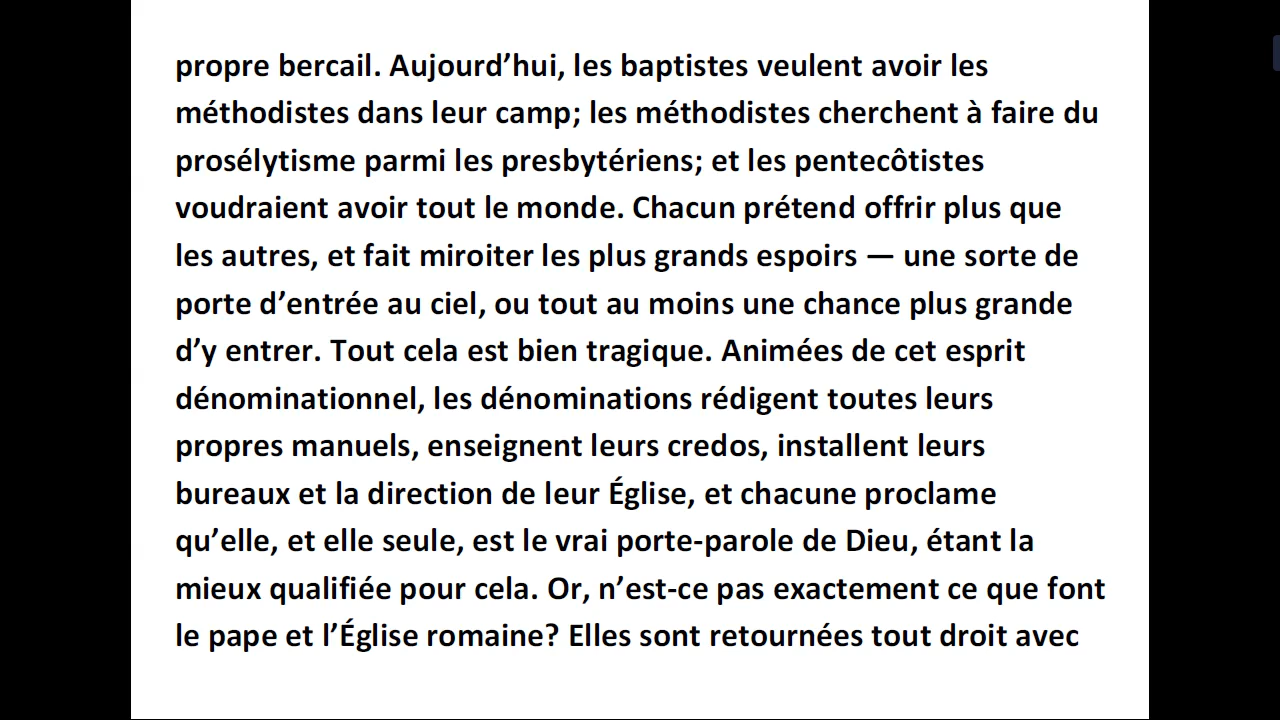 propre bercail. Aujourd’hui, les baptistes veulent avoir les
méthodistes dans leur camp; les méthodistes cherchent à faire du
prosélytisme parmi les presbytériens; et les pentecôtistes
voudraient avoir tout le monde. Chacun prétend offrir plus que
les autres, et fait miroiter les plus grands espoirs — une sorte de
porte d’entrée au ciel, ou tout au moins une chance plus grande
d’y entrer. Tout cela est bien tragique. Animées de cet esprit
dénominationnel, les dénominations rédigent toutes leurs
propres manuels, enseignent leurs credos, installent leurs
bureaux et la direction de leur Église, et chacune proclame
qu’elle, et elle seule, est le vrai porte-parole de Dieu, étant la
mieux qualifiée pour cela. Or, n’est-ce pas exactement ce que font
le pape et l’Église romaine? Elles sont retournées tout droit avec